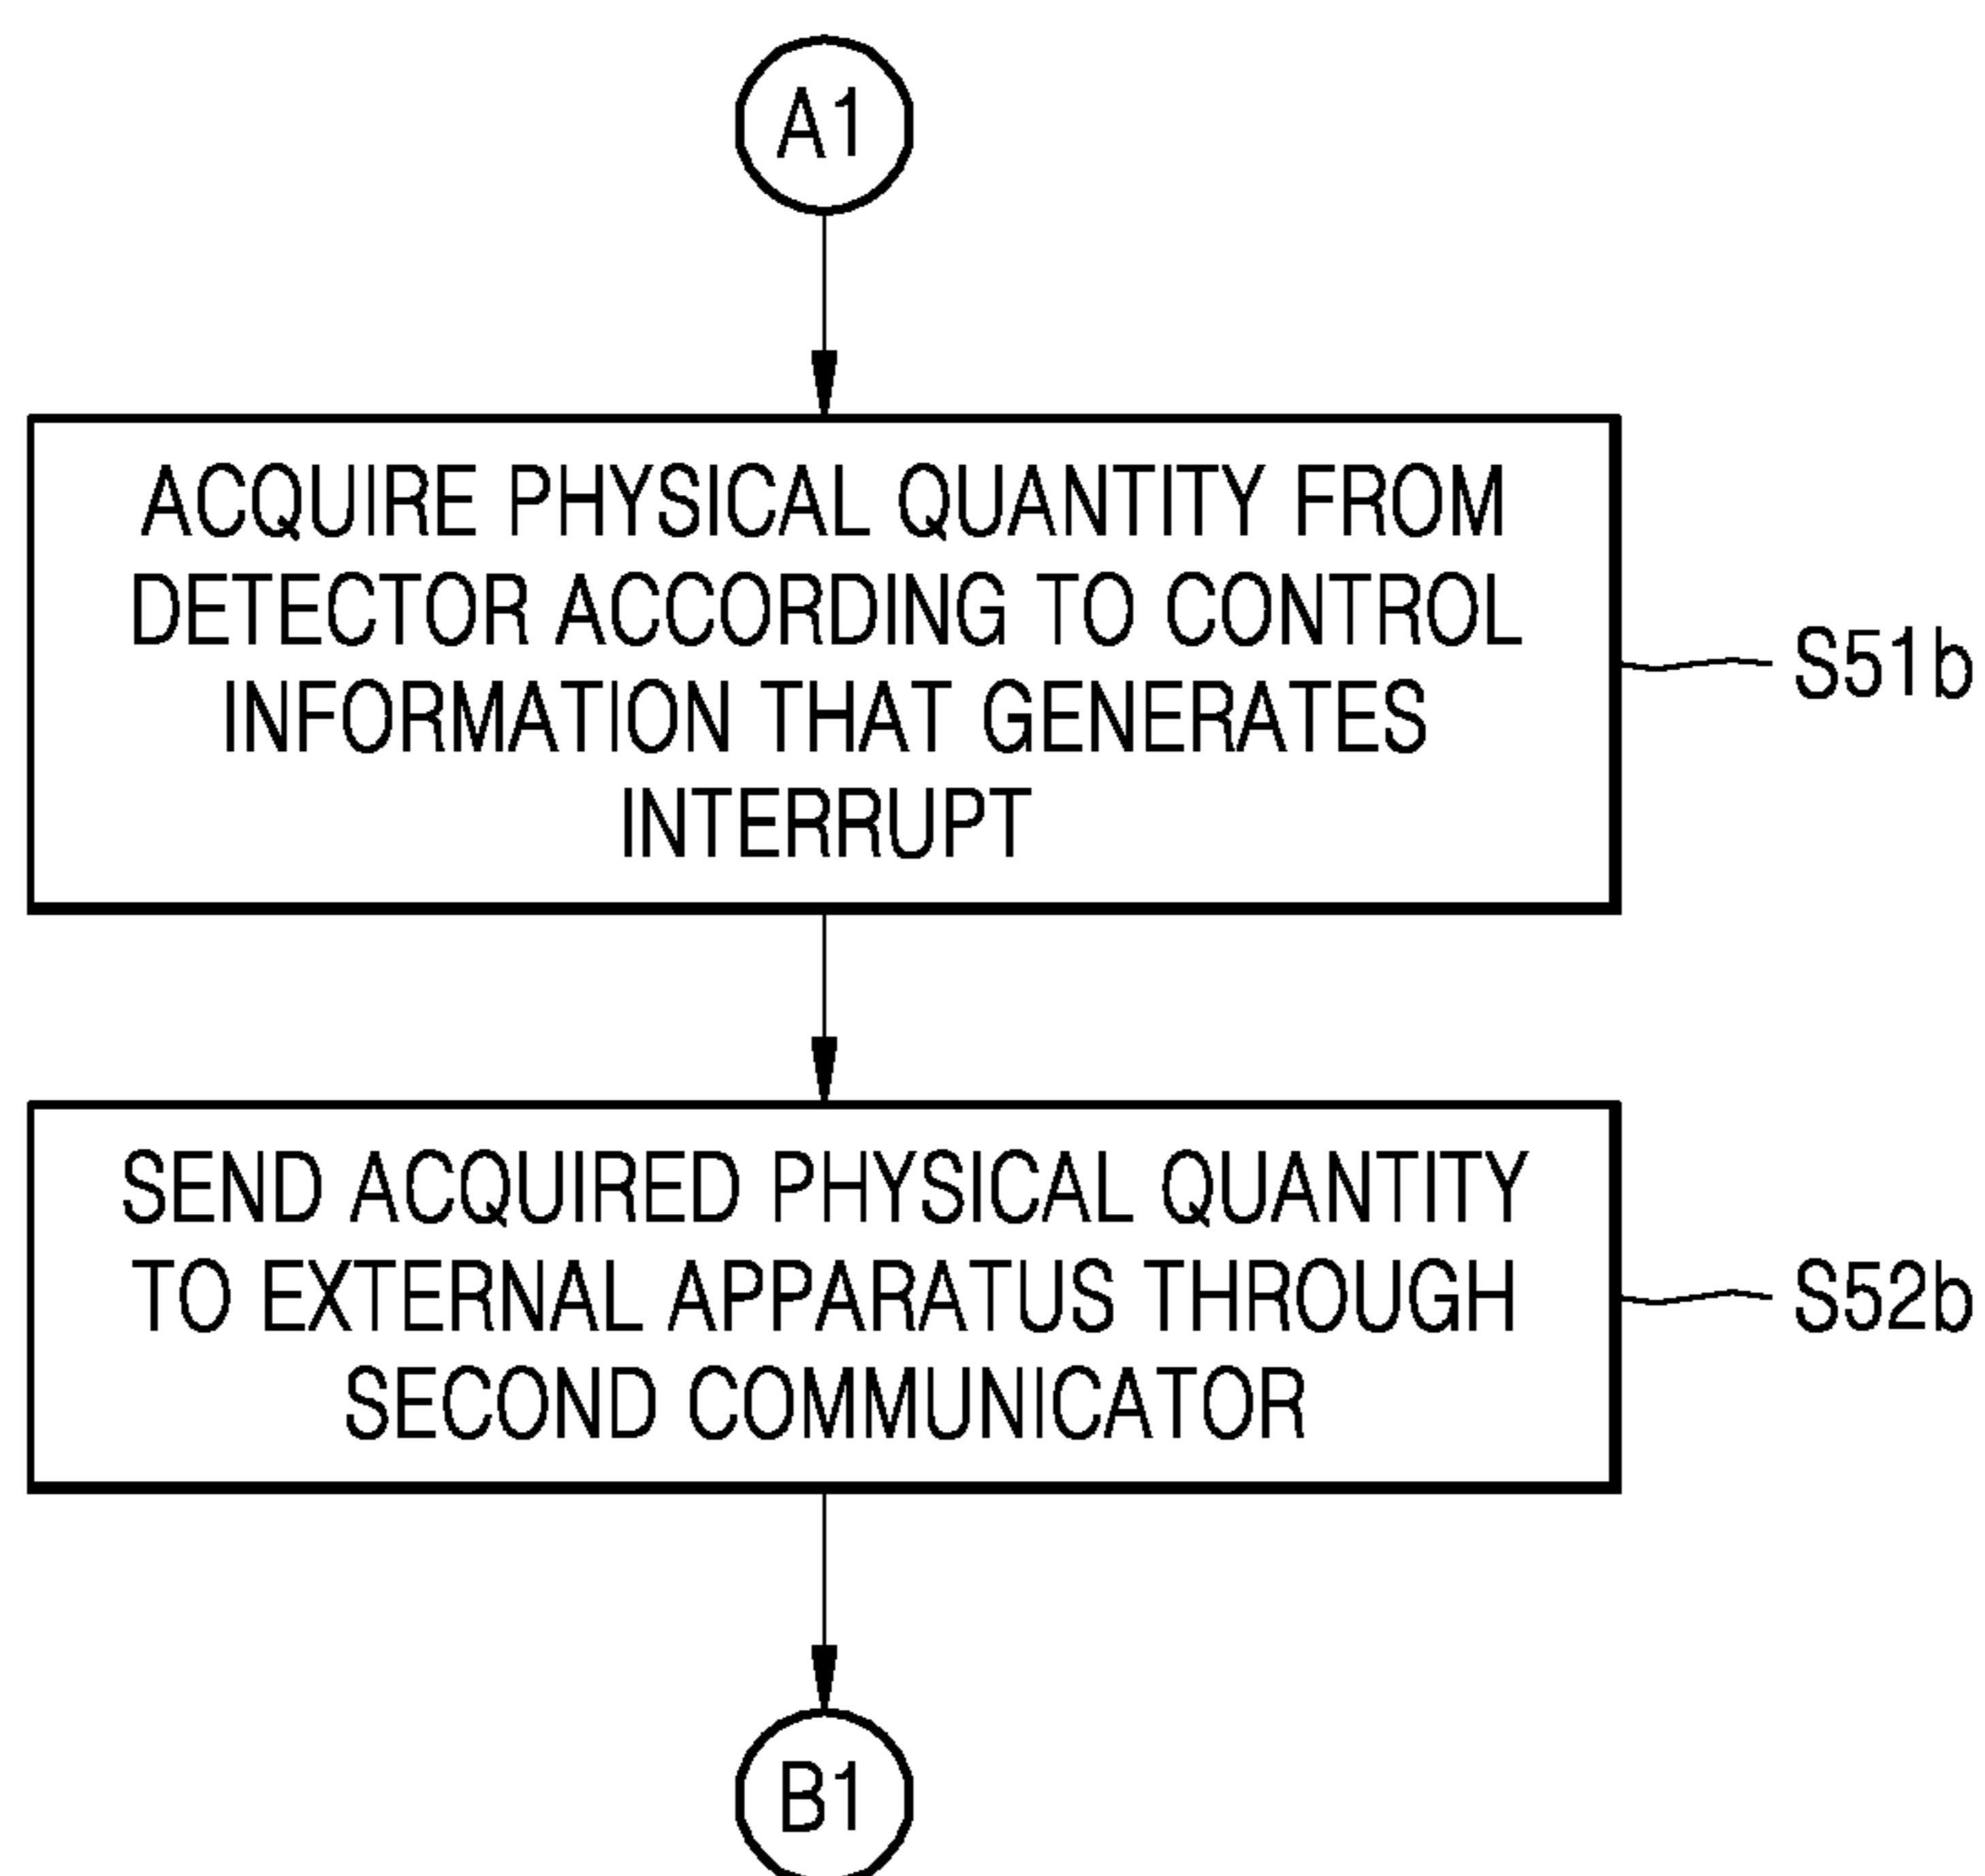 A1
ACQUIRE PHYSICAL QUANTITY FROM
DETECTOR ACCORDING TO CONTROL
INFORMATION THAT GENERATES
INTERRUPT
S51b
SEND ACQUIRED PHYSICAL QUANTITY
TO EXTERNAL APPARATUS THROUGH
SECOND COMMUNICATOR
S52b
B1